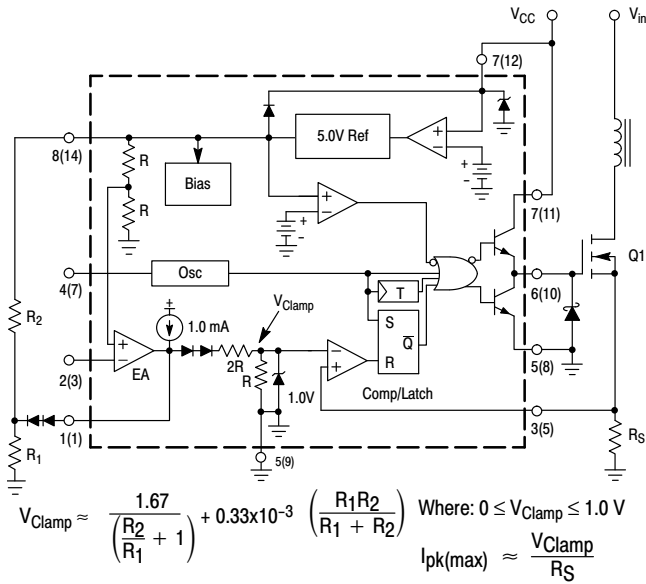 V_CC
V_in
7(12)
5.0V Ref
+
−
+
−
8(14)
R
Bias
R
+
−
+
−
7(11)
Q1
4(7)
Osc
6(10)
T
V_Clamp
R_2
+
1.0 mA
S
Q̅
R
2R
R
1.0V
−
+
Comp/Latch
5(8)
+
−
EA
2(3)
1(1)
3(5)
R_1
5(9)
R_S
V_Clamp ≈ 1.67 / (R_2/R_1 + 1) + 0.33x10^−3 (R_1R_2 / (R_1 + R_2)) Where: 0 ≤ V_Clamp ≤ 1.0 V
I_pk(max) ≈ V_Clamp / R_S